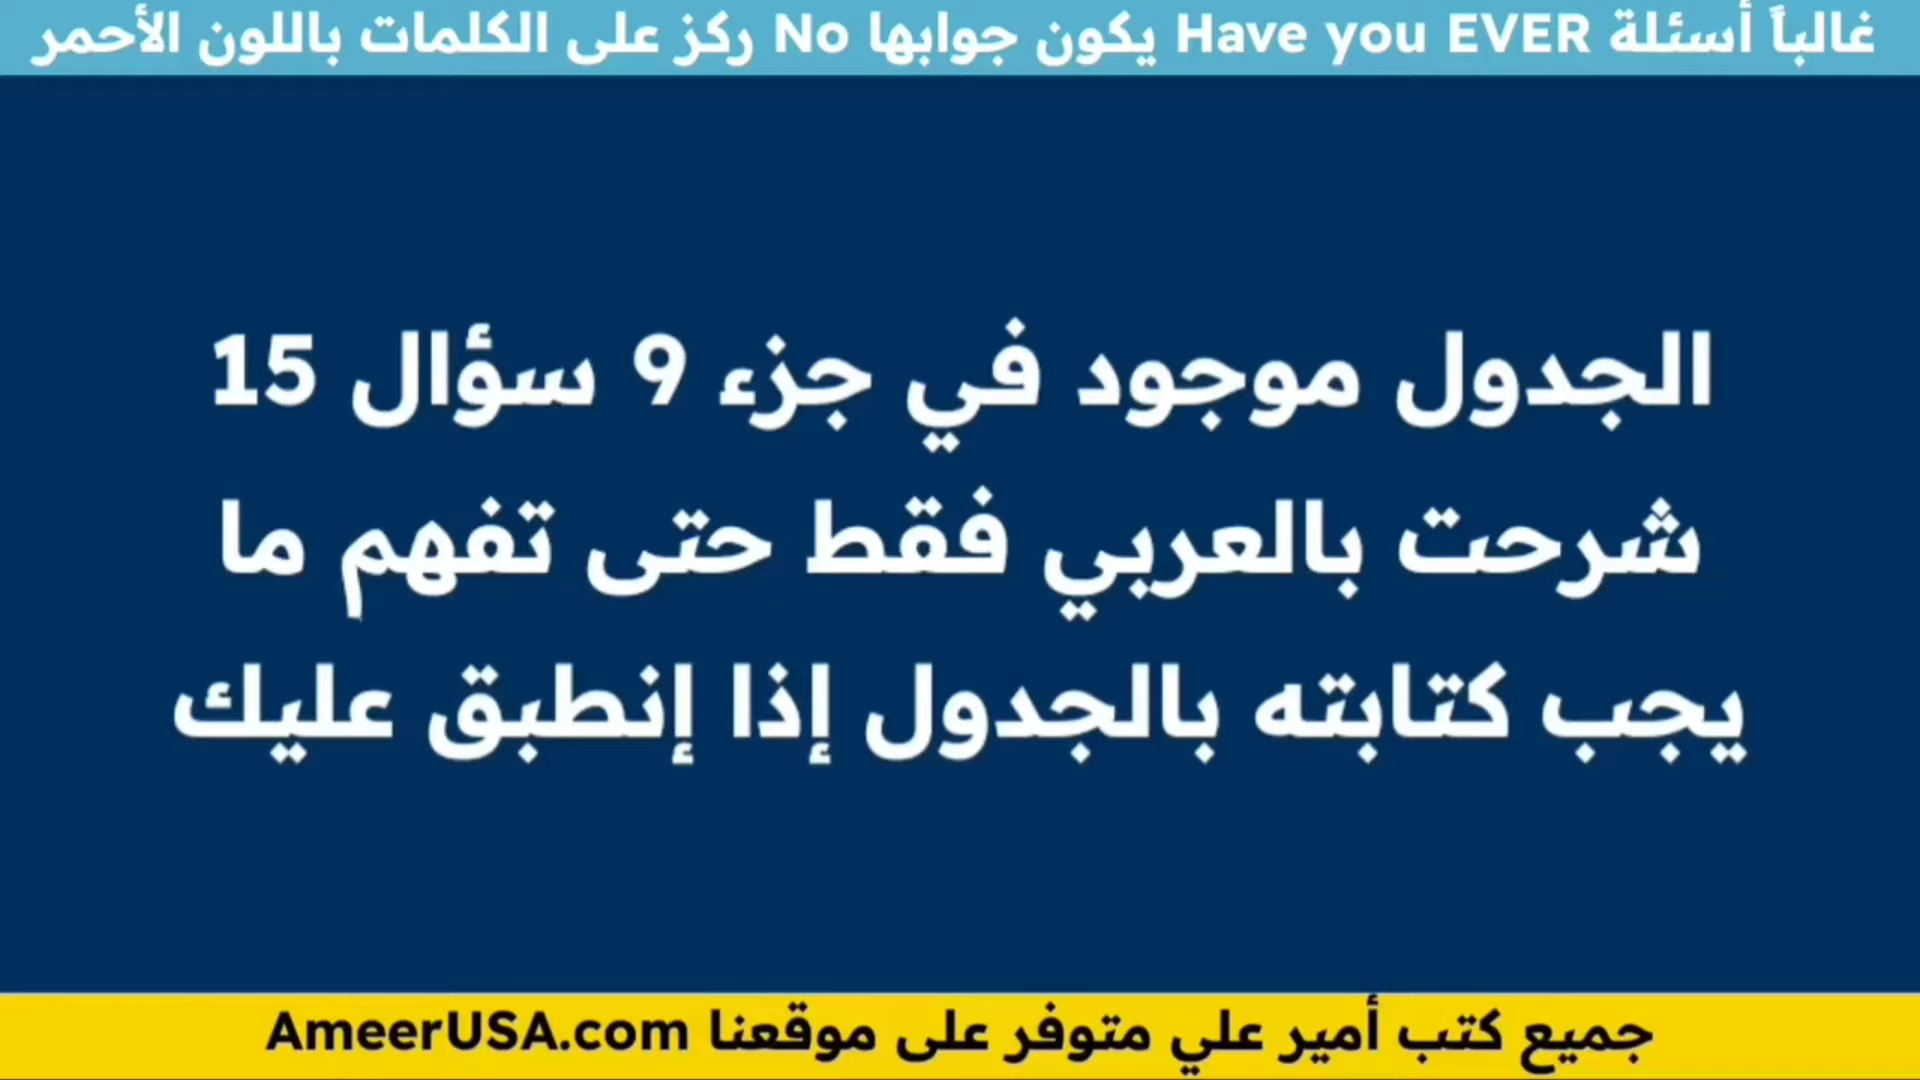 غالباً أسئلة Have you EVER يكون جوابها No ركز على الكلمات باللون الأحمر
الجدول موجود في جزء 9 سؤال 15
شرحت بالعربي فقط حتى تفهم ما
يجب كتابته بالجدول إذا إنطبق عليك
جميع كتب أمير علي متوفر على موقعنا AmeerUSA.com